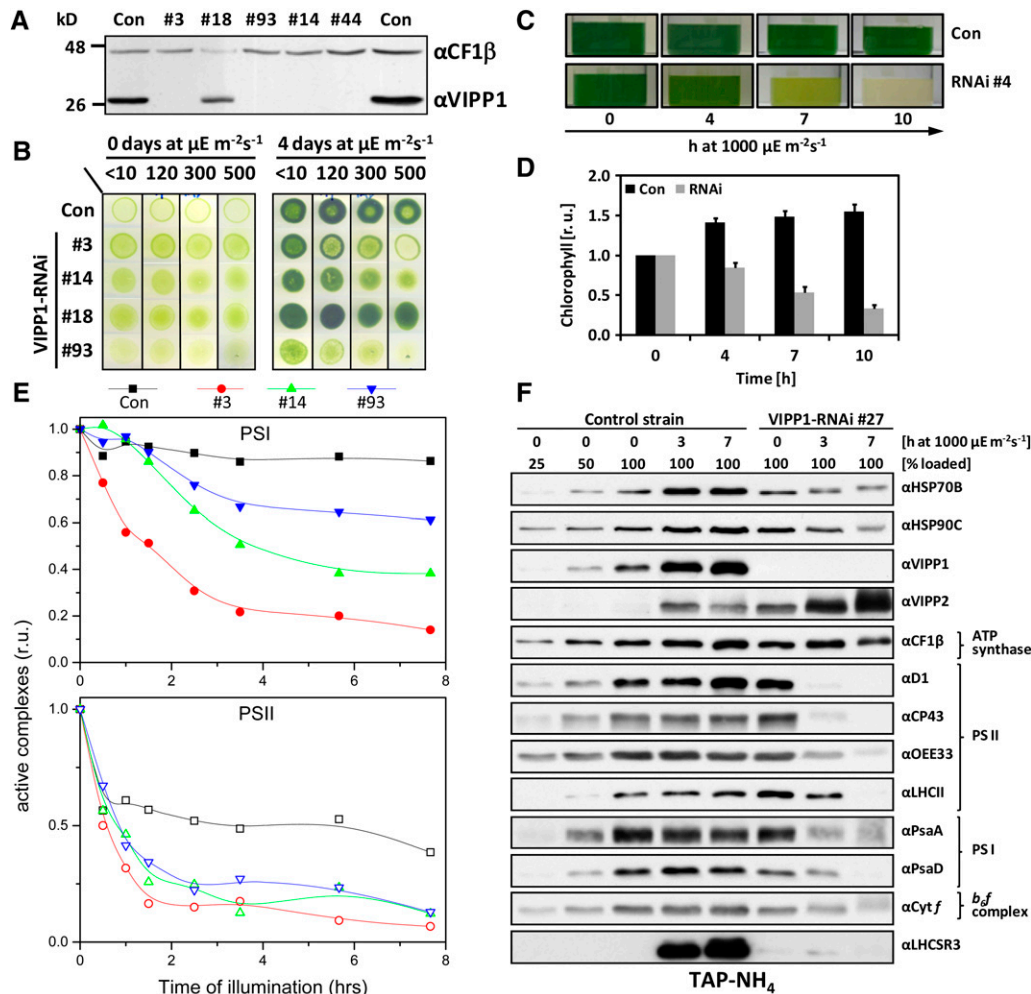 A
kD Con #3 #18 #93 #14 #44 Con
48
αCF1β
26
αVIPP1
B
0 days at µE m⁻²s⁻¹
4 days at µE m⁻²s⁻¹
<10 120 300 500
<10 120 300 500
Con
#3
#14
#18
#93
VIPP1-RNAi
C
Con
RNAi #4
0 4 7 10
h at 1000 µE m⁻²s⁻¹
D
Con RNAi
2.0
1.5
1.0
0.5
0.0
Chlorophyll [r. u.]
0 4 7 10
Time [h]
E
Con #3 #14 #93
PSI
1.0
0.8
0.6
0.4
0.2
0.0
0 2 4 6 8
PSII
1.0
0.5
0.0
0 2 4 6 8
active complexes (r.u.)
Time of illumination (hrs)
F
Control strain VIPP1-RNAi #27
0 0 0 3 7 0 3 7 [h at 1000 µE m⁻²s⁻¹]
25 50 100 100 100 100 100 100 [% loaded]
αHSP70B
αHSP90C
αVIPP1
αVIPP2
αCF1β
ATP synthase
αD1
αCP43
αOEE33
αLHCII
PS II
αPsaA
αPsaD
PS I
αCyt f
b₆f complex
αLHCSR3
TAP-NH₄